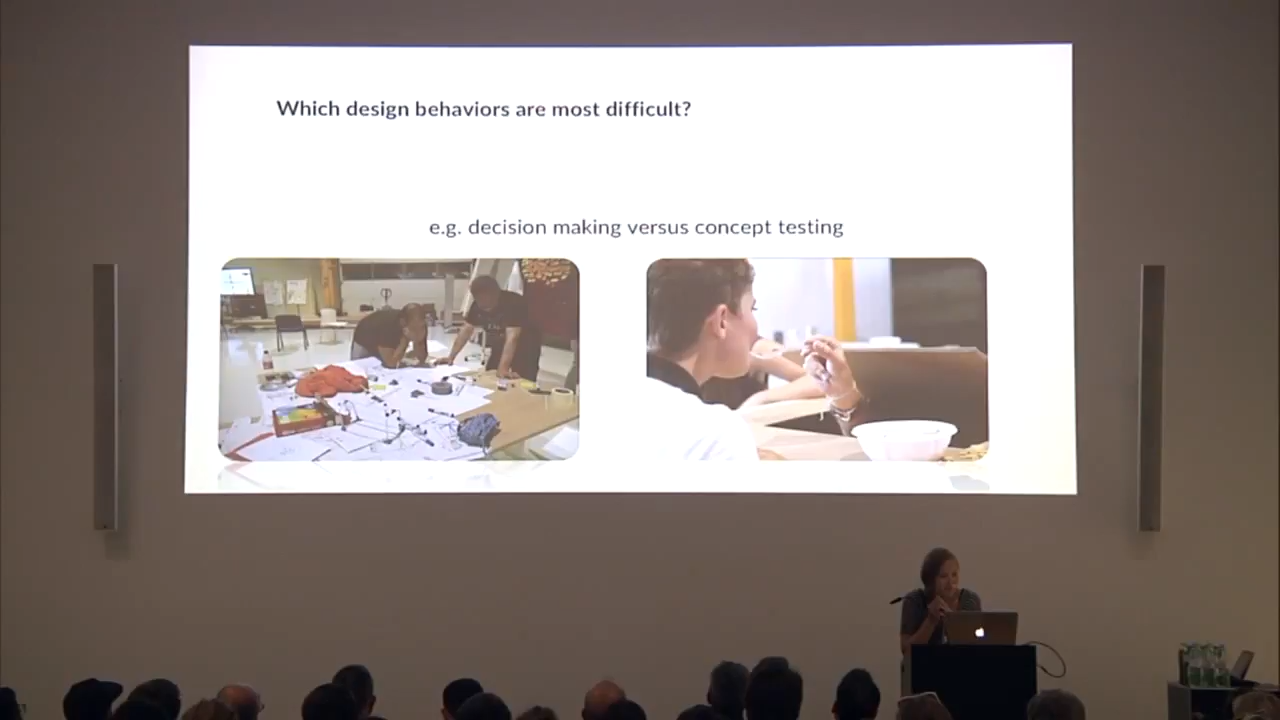 Which design behaviors are most difficult?
e.g. decision making versus concept testing